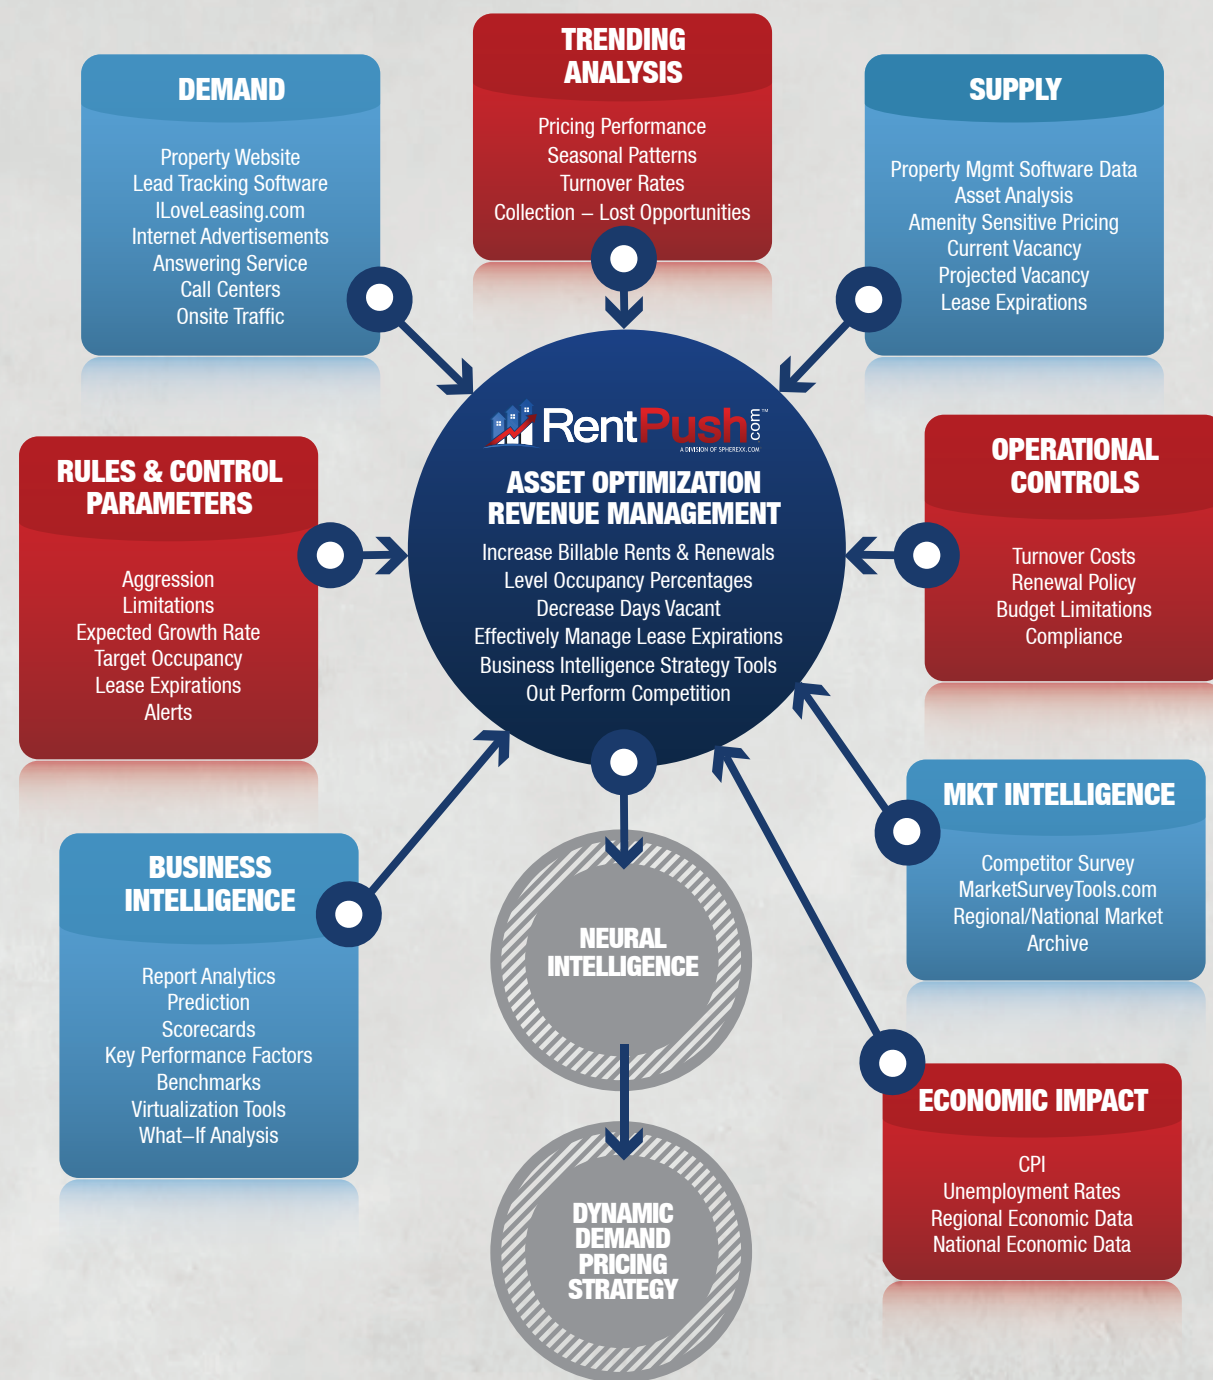 DEMAND
Property Website
Lead Tracking Software
ILoveLeasing.com
Internet Advertisements
Answering Service
Call Centers
Onsite Traffic
TRENDING
ANALYSIS
Pricing Performance
Seasonal Patterns
Turnover Rates
Collection – Lost Opportunities
SUPPLY
Property Mgmt Software Data
Asset Analysis
Amenity Sensitive Pricing
Current Vacancy
Projected Vacancy
Lease Expirations
RentPush.com™
A DIVISION OF SPHEREXX.COM
ASSET OPTIMIZATION
REVENUE MANAGEMENT
Increase Billable Rents & Renewals
Level Occupancy Percentages
Decrease Days Vacant
Effectively Manage Lease Expirations
Business Intelligence Strategy Tools
Out Perform Competition
RULES & CONTROL
PARAMETERS
Aggression
Limitations
Expected Growth Rate
Target Occupancy
Lease Expirations
Alerts
OPERATIONAL
CONTROLS
Turnover Costs
Renewal Policy
Budget Limitations
Compliance
BUSINESS
INTELLIGENCE
Report Analytics
Prediction
Scorecards
Key Performance Factors
Benchmarks
Virtualization Tools
What–If Analysis
MKT INTELLIGENCE
Competitor Survey
MarketSurveyTools.com
Regional/National Market
Archive
NEURAL
INTELLIGENCE
ECONOMIC IMPACT
CPI
Unemployment Rates
Regional Economic Data
National Economic Data
DYNAMIC
DEMAND
PRICING
STRATEGY